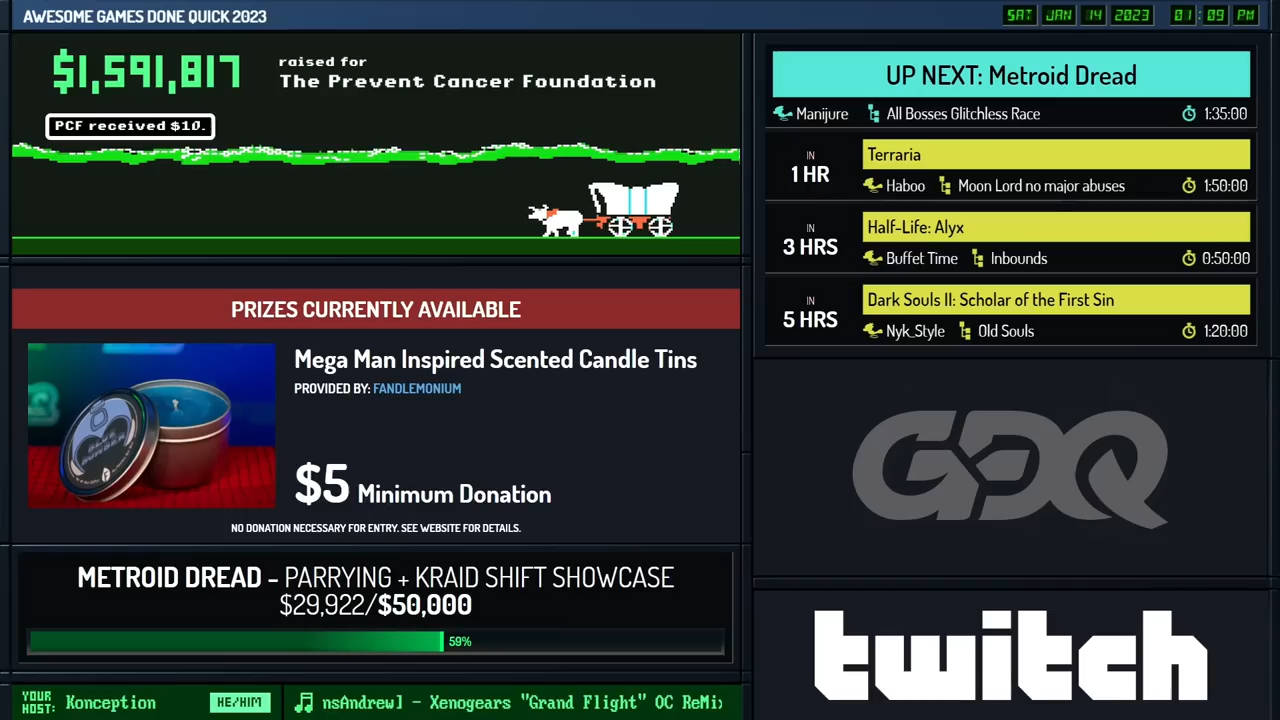 AWESOME GAMES DONE QUICK 2023
SAT JAN 14 2023 01:09 PM
$1,591,817
raised for
The Prevent Cancer Foundation
PCF received $10.
PRIZES CURRENTLY AVAILABLE
Mega Man Inspired Scented Candle Tins
PROVIDED BY: FANDLEMONIUM
$5 Minimum Donation
NO DONATION NECESSARY FOR ENTRY. SEE WEBSITE FOR DETAILS.
METROID DREAD - PARRYING + KRAID SHIFT SHOWCASE
$29,922/$50,000
59%
YOUR HOST: Konception HE/HIM
nsAndrew] - Xenogears "Grand Flight" OC ReMix
UP NEXT: Metroid Dread
Manijure All Bosses Glitchless Race 1:35:00
IN 1 HR
Terraria
Haboo Moon Lord no major abuses 1:50:00
IN 3 HRS
Half-Life: Alyx
Buffet Time Inbounds 0:50:00
IN 5 HRS
Dark Souls II: Scholar of the First Sin
Nyk_Style Old Souls 1:20:00
GDQ
twitch